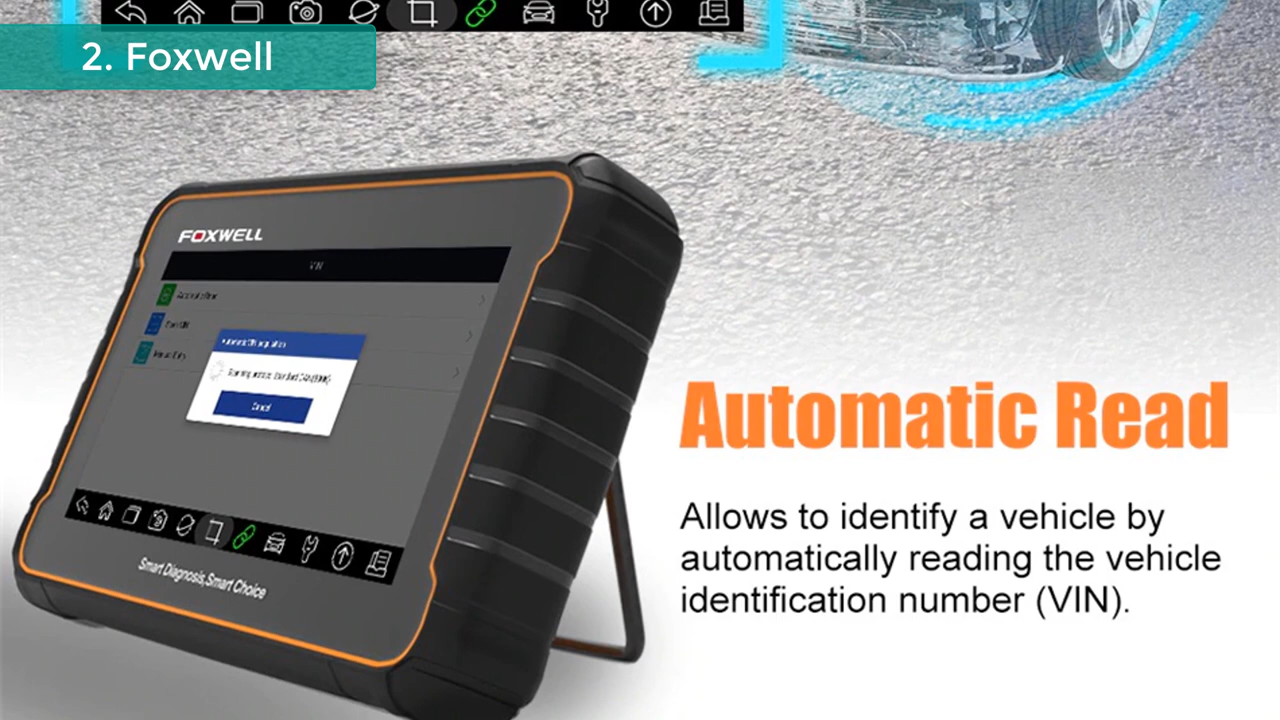 2. Foxwell
FOXWELL
VIN
Cancel
Smart Diagnosis, Smart Choice
Automatic Read
Allows to identify a vehicle by
automatically reading the vehicle
identification number (VIN).